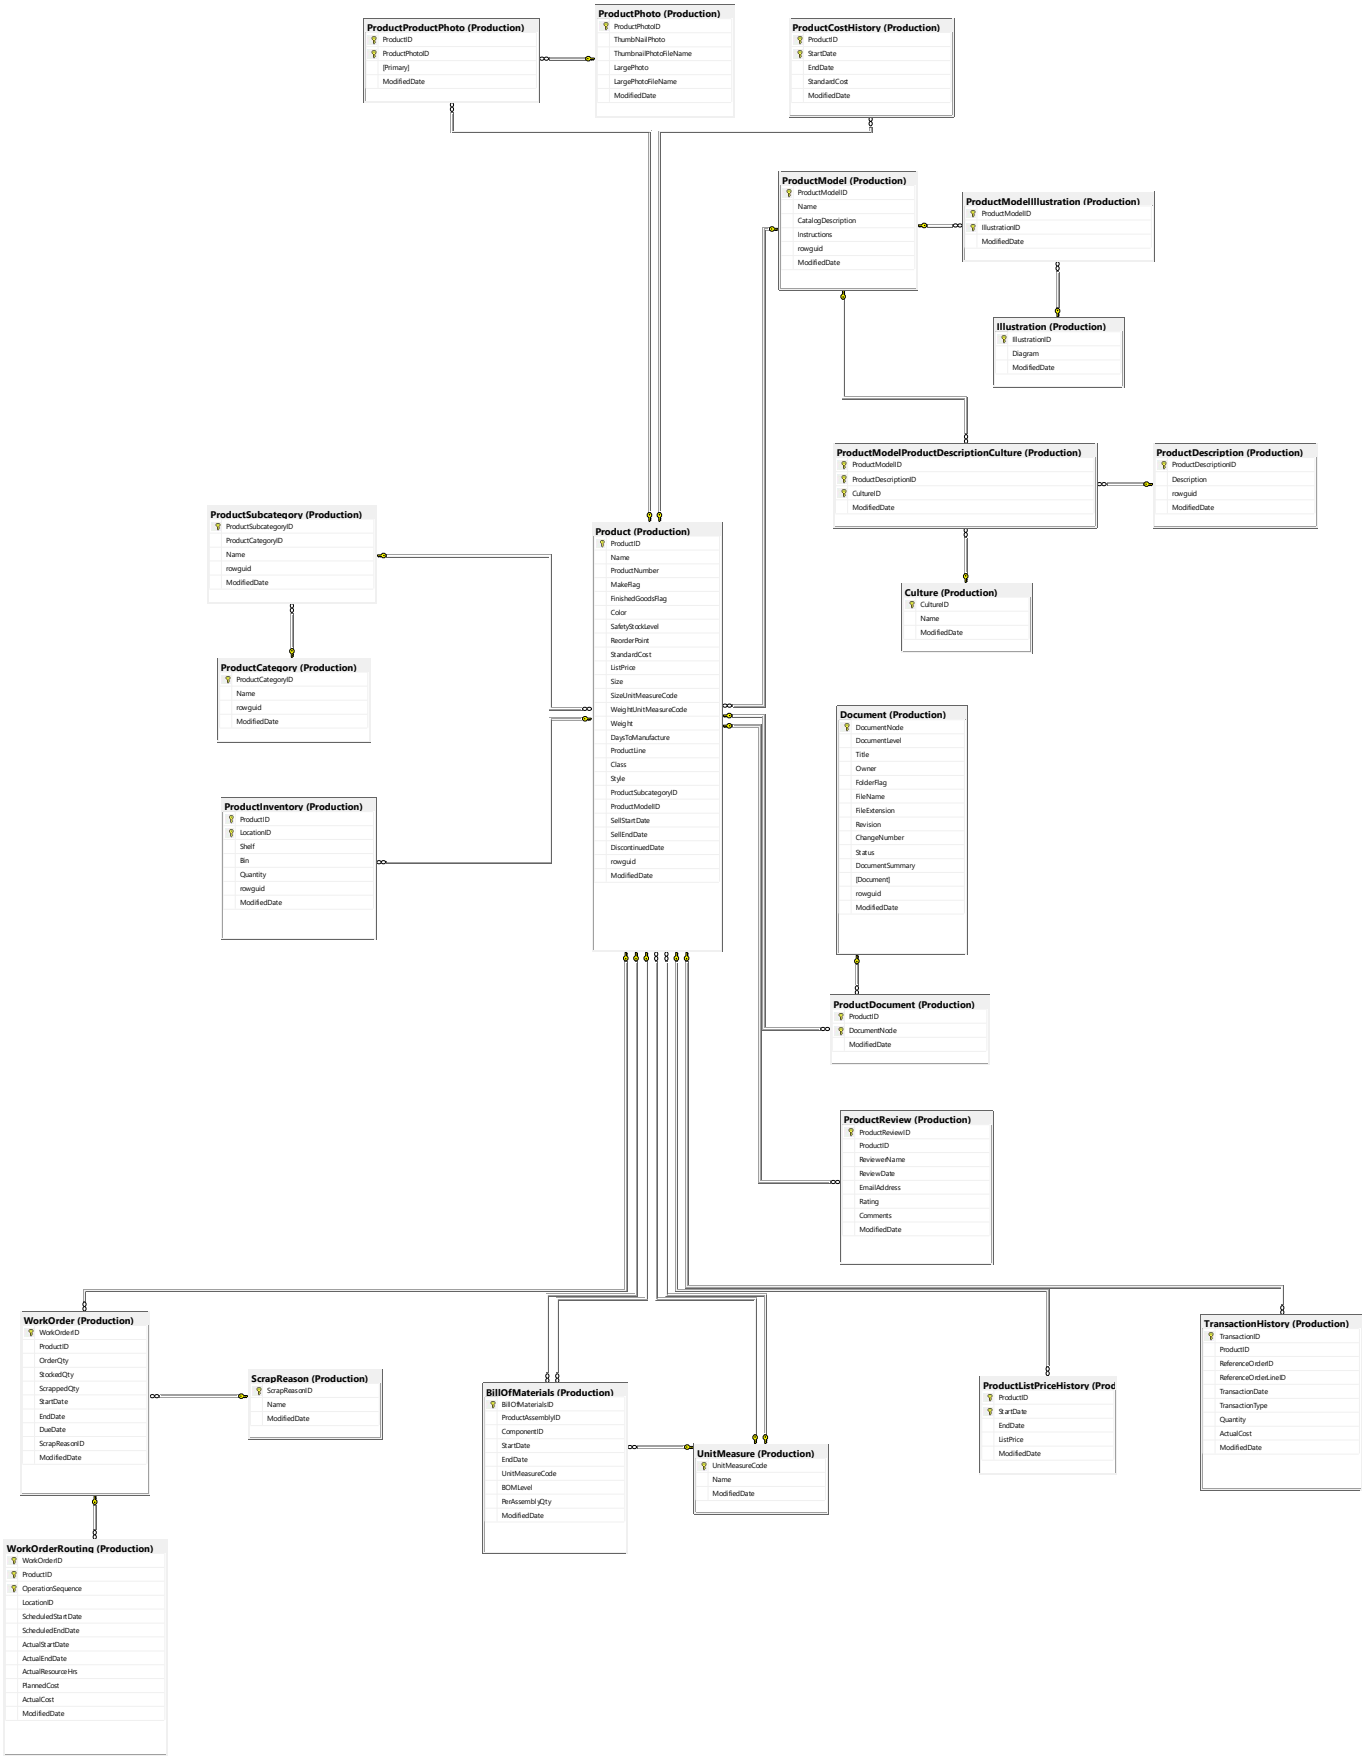 ProductProductPhoto (Production)
ProductID
ProductPhotoID
[Primary]
ModifiedDate
ProductPhoto (Production)
ProductPhotoID
ThumbNailPhoto
ThumbnailPhotoFileName
LargePhoto
LargePhotoFileName
ModifiedDate
ProductCostHistory (Production)
ProductID
StartDate
EndDate
StandardCost
ModifiedDate
ProductModel (Production)
ProductModelID
Name
CatalogDescription
Instructions
rowguid
ModifiedDate
ProductModelIllustration (Production)
ProductModelID
IllustrationID
ModifiedDate
Illustration (Production)
IllustrationID
Diagram
ModifiedDate
ProductModelProductDescriptionCulture (Production)
ProductModelID
ProductDescriptionID
CultureID
ModifiedDate
ProductDescription (Production)
ProductDescriptionID
Description
rowguid
ModifiedDate
ProductSubcategory (Production)
ProductSubcategoryID
ProductCategoryID
Name
rowguid
ModifiedDate
Product (Production)
ProductID
Name
ProductNumber
MakeFlag
FinishedGoodsFlag
Color
SafetyStockLevel
ReorderPoint
StandardCost
ListPrice
Size
SizeUnitMeasureCode
WeightUnitMeasureCode
Weight
DaysToManufacture
ProductLine
Class
Style
ProductSubcategoryID
ProductModelID
SellStartDate
SellEndDate
DiscontinuedDate
rowguid
ModifiedDate
Culture (Production)
CultureID
Name
ModifiedDate
ProductCategory (Production)
ProductCategoryID
Name
rowguid
ModifiedDate
Document (Production)
DocumentNode
DocumentLevel
Title
Owner
FolderFlag
FileName
FileExtension
Revision
ChangeNumber
Status
DocumentSummary
[Document]
rowguid
ModifiedDate
ProductInventory (Production)
ProductID
LocationID
Shelf
Bin
Quantity
rowguid
ModifiedDate
ProductDocument (Production)
ProductID
DocumentNode
ModifiedDate
ProductReview (Production)
ProductReviewID
ProductID
ReviewerName
ReviewDate
EmailAddress
Rating
Comments
ModifiedDate
WorkOrder (Production)
WorkOrderID
ProductID
OrderQty
StockedQty
ScrappedQty
StartDate
EndDate
DueDate
ScrapReasonID
ModifiedDate
ScrapReason (Production)
ScrapReasonID
Name
ModifiedDate
BillOfMaterials (Production)
BillOfMaterialsID
ProductAssemblyID
ComponentID
StartDate
EndDate
UnitMeasureCode
BOMLevel
PerAssemblyQty
ModifiedDate
UnitMeasure (Production)
UnitMeasureCode
Name
ModifiedDate
ProductListPriceHistory (Prod
ProductID
StartDate
EndDate
ListPrice
ModifiedDate
TransactionHistory (Production)
TransactionID
ProductID
ReferenceOrderID
ReferenceOrderLineID
TransactionDate
TransactionType
Quantity
ActualCost
ModifiedDate
WorkOrderRouting (Production)
WorkOrderID
ProductID
OperationSequence
LocationID
ScheduledStartDate
ScheduledEndDate
ActualStartDate
ActualEndDate
ActualResourceHrs
PlannedCost
ActualCost
ModifiedDate